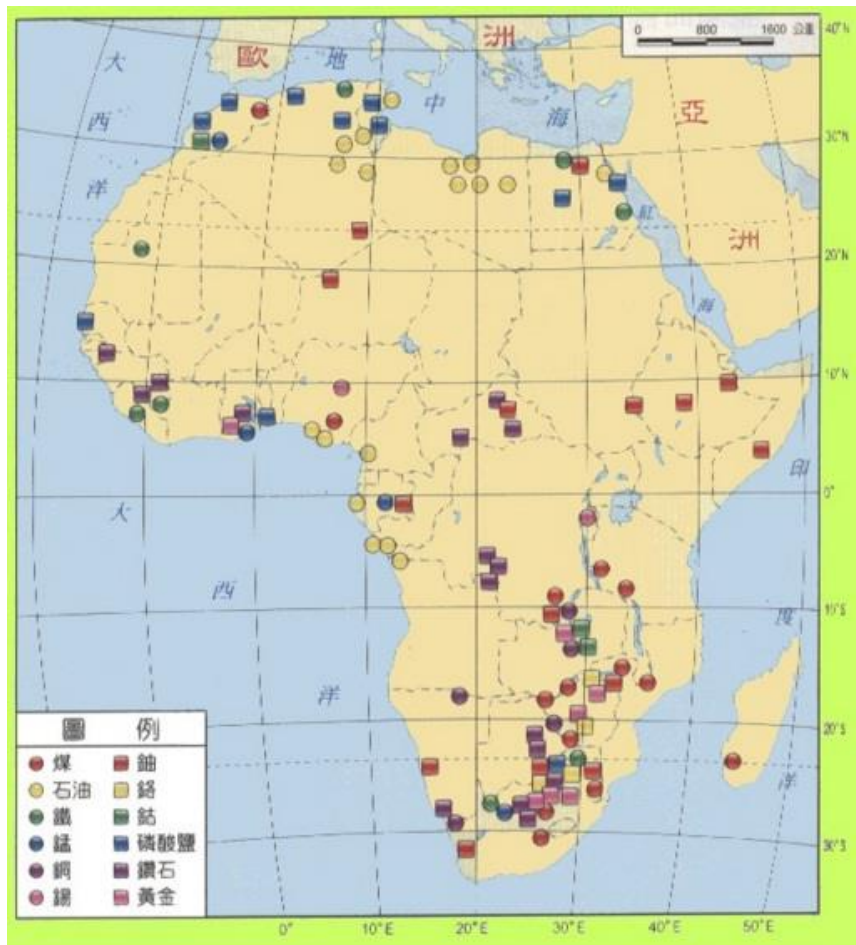 0 800 1600 公里
40°N
歐
洲
大
地
中
海
亞
西
30°N
洋
紅
洲
20°N
海
10°N
印
0°
大
西
度
10°S
洋
20°S
洋
30°S
圖 例
煤 鈾
石油 鉻
鐵 鈷
錳 磷酸鹽
銅 鑽石
錫 黃金
0° 10°E 20°E 30°E 40°E 50°E